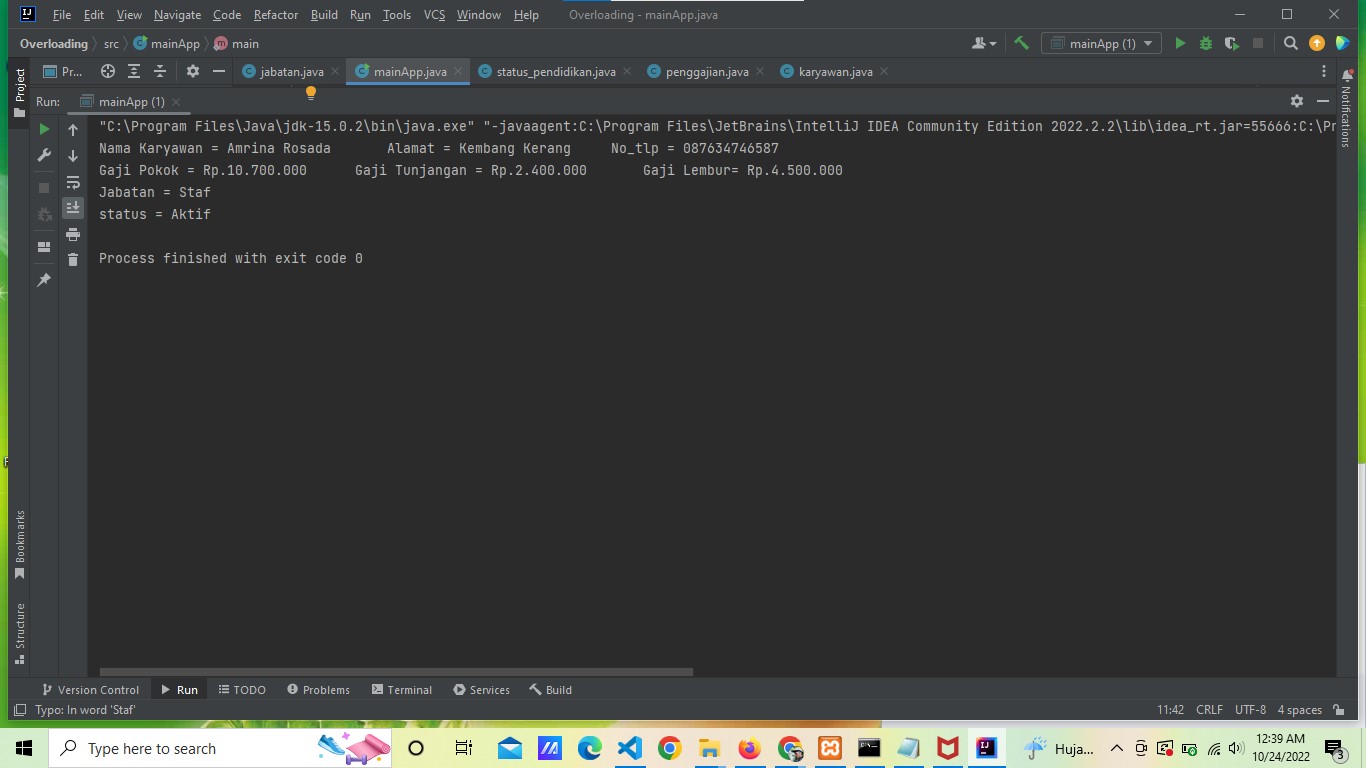 IJ File Edit View Navigate Code Refactor Build Run Tools VCS Window Help Overloading - mainApp.java
Overloading src mainApp main mainApp (1)
Pr... jabatan.java mainApp.java status_pendidikan.java penggajian.java karyawan.java
Run: mainApp (1)
"C:\Program Files\Java\jdk-15.0.2\bin\java.exe" "-javaagent:C:\Program Files\JetBrains\IntelliJ IDEA Community Edition 2022.2.2\lib\idea_rt.jar=55666:C:\Pr
Nama Karyawan = Amrina Rosada Alamat = Kembang Kerang No_tlp = 087634746587
Gaji Pokok = Rp.10.700.000 Gaji Tunjangan = Rp.2.400.000 Gaji Lembur= Rp.4.500.000
Jabatan = Staf
status = Aktif
Process finished with exit code 0
Project
Bookmarks
Structure
Notifications
Version Control Run TODO Problems Terminal Services Build
Typo: In word 'Staf' 11:42 CRLF UTF-8 4 spaces
Type here to search Huja... 12:39 AM
10/24/2022
3